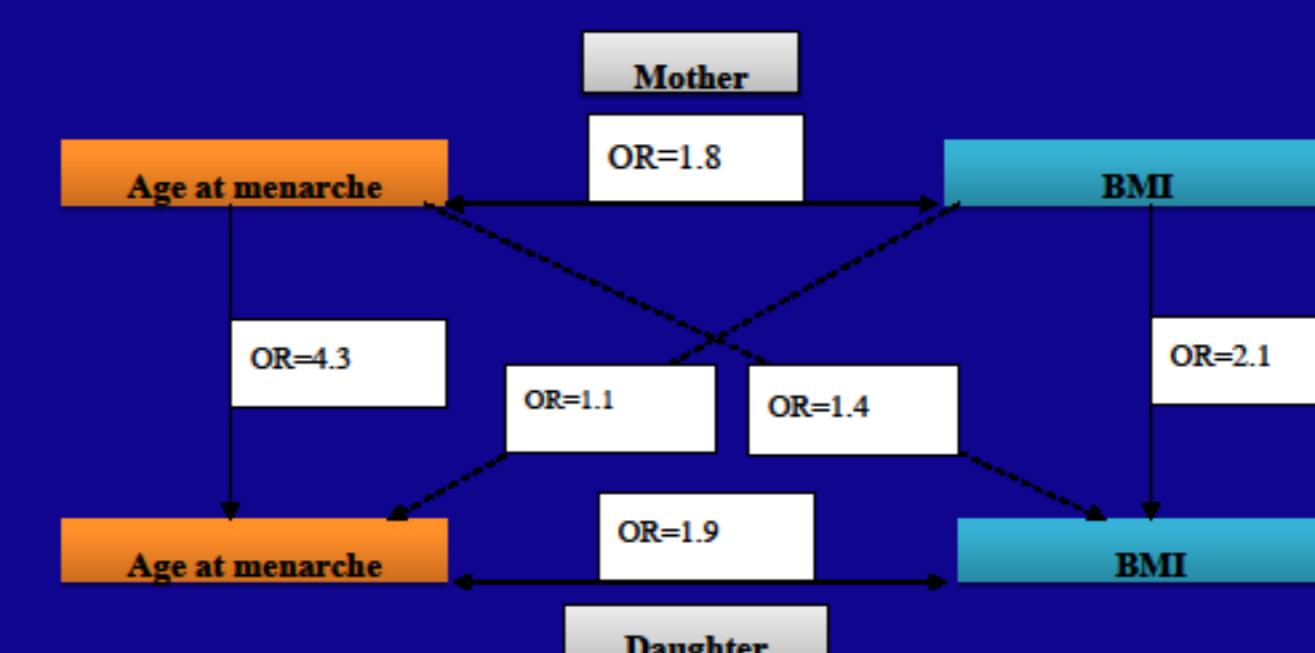 Mother
OR=1.8
Age at menarche
BMI
OR=4.3
OR=2.1
OR=1.1
OR=1.4
OR=1.9
Age at menarche
BMI
Daughter